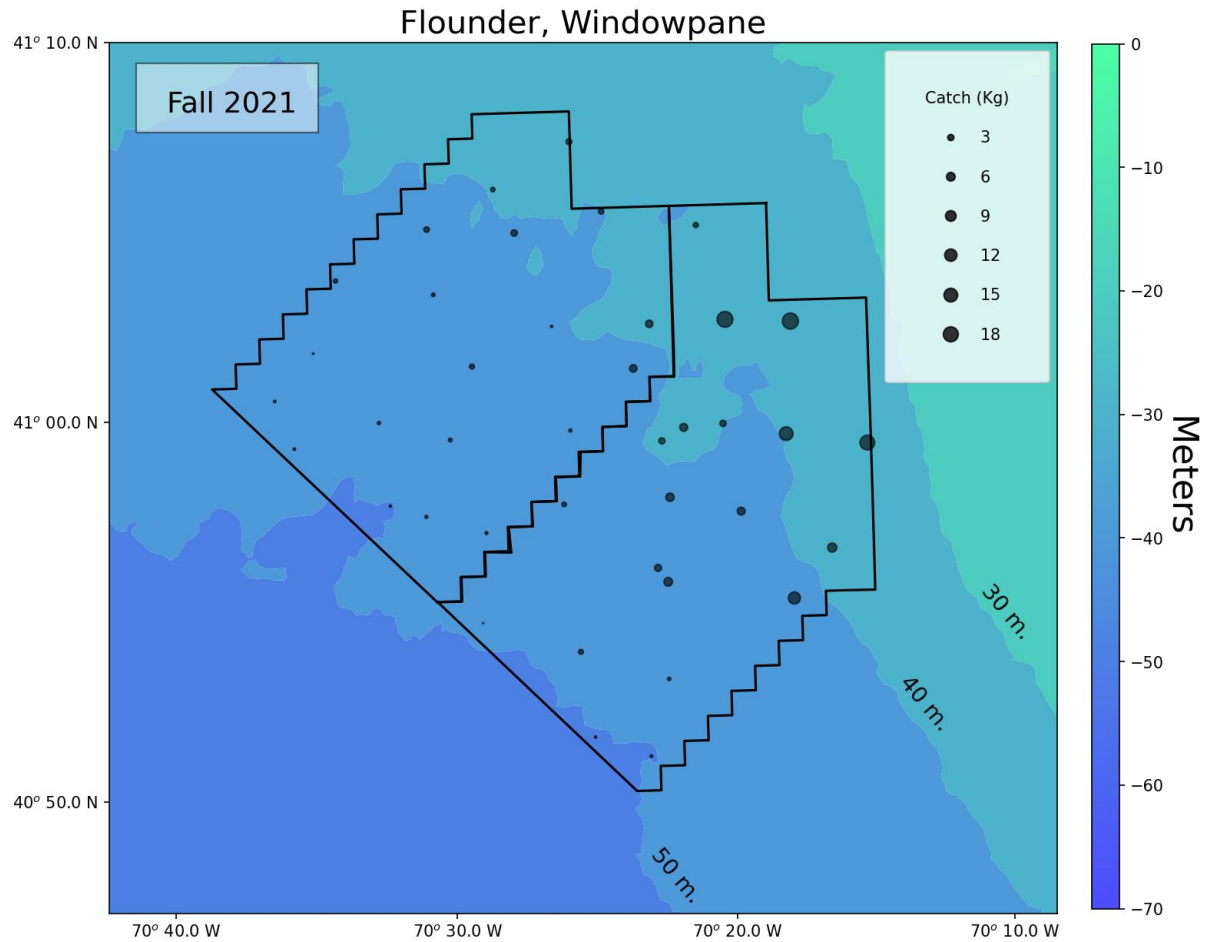 Flounder, Windowpane
41° 10.0 N
Fall 2021
Catch (Kg)
3
6
9
12
15
18
41° 00.0 N
40° 50.0 N
30 m.
40 m.
50 m.
70° 40.0 W
70° 30.0 W
70° 20.0 W
70° 10.0 W
0
−10
−20
−30
−40
−50
−60
−70
Meters